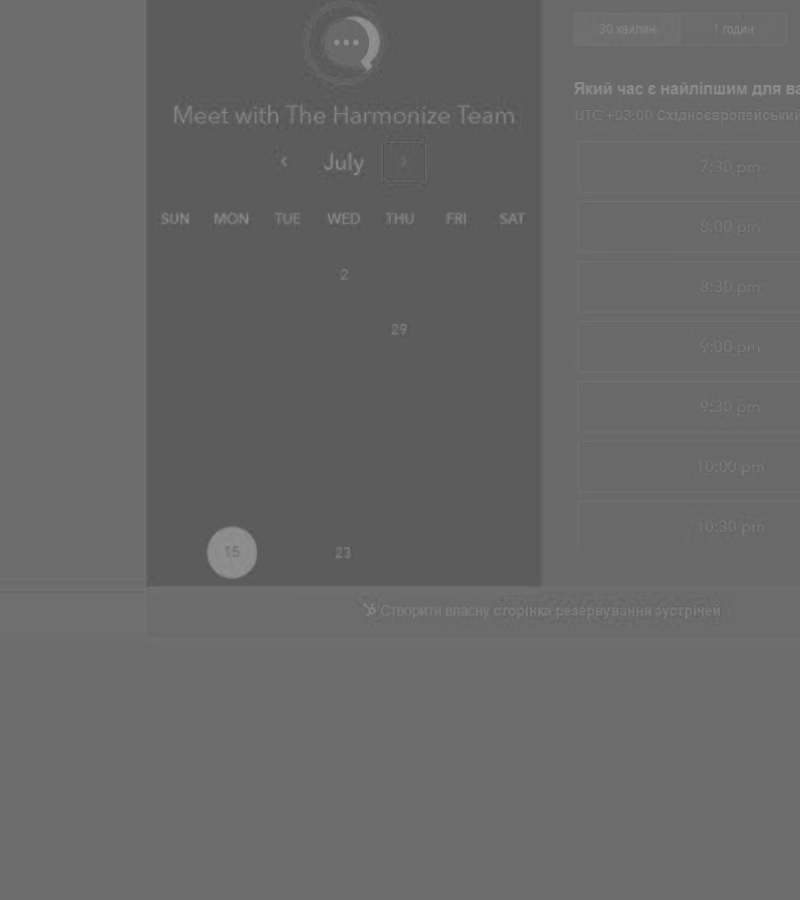 Meet with The Harmonize Team
July
SUN MON TUE WED THU FRI SAT
2
29
15 23
30 хвилин 1 годин
Який час є найліпшим для ва
UTC +03:00 Східноєвропейський
7:30 pm
8:00 pm
8:30 pm
9:00 pm
9:30 pm
10:00 pm
10:30 pm
Створити власну сторінка резервування зустрічей